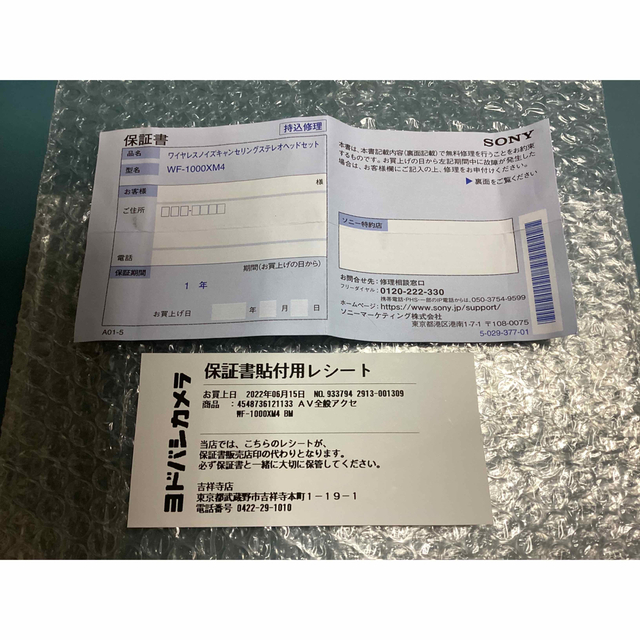 保証書
持込修理
品名 ワイヤレスノイズキャンセリングステレオヘッドセット
型名 WF-1000XM4
お客様 様
ご住所
電話
保証期間 期間(お買上げの日から)
1 年
お買上げ日 年 月 日
A01-5
SONY
本書は、本書記載内容(裏面記載)で無料修理を行うことをお約束
するものです。お買上げの日から左記期間中に故障が発生した
場合は、お客様欄にご記入の上、修理をお申付けください。
▶裏面をご覧ください
ソニー特約店
お問合せ先:修理相談窓口
フリーダイヤル:0120-222-330
携帯電話・PHS・一部のIP電話からは、050-3754-9599
ホームページ:https://www.sony.jp/support/
ソニーマーケティング株式会社
東京都港区港南1-7-1 〒108-0075
5-029-377-01
ヨドバシカメラ
保証書貼付用レシート
お買上日 2022年06月15日 NO.933794 2913-001309
商品:4548736121133 AV全般アクセ
WF-1000XM4 BM
当店では、こちらのレシートが、
保証書販売店印の代わりとなります。
必ず保証書と一緒に大切に保管してください。
吉祥寺店
東京都武蔵野市吉祥寺本町1-19-1
電話番号 0422-29-1010